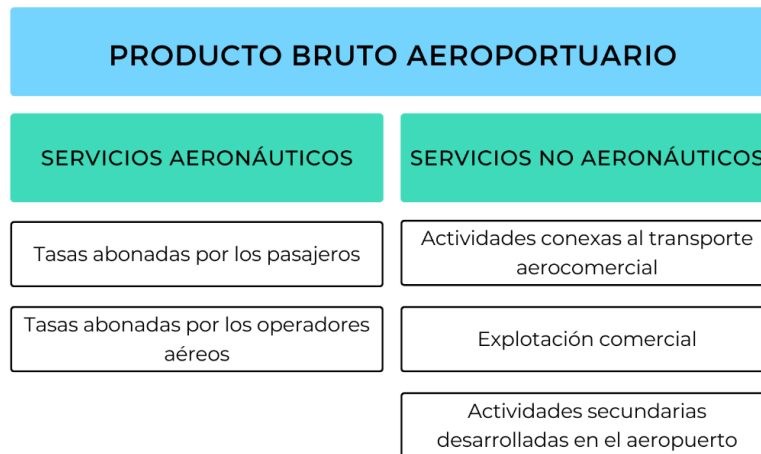 PRODUCTO BRUTO AEROPORTUARIO
SERVICIOS AERONÁUTICOS
SERVICIOS NO AERONÁUTICOS
Tasas abonadas por los pasajeros
Actividades conexas al transporte
aerocomercial
Tasas abonadas por los operadores
aéreos
Explotación comercial
Actividades secundarias
desarrolladas en el aeropuerto